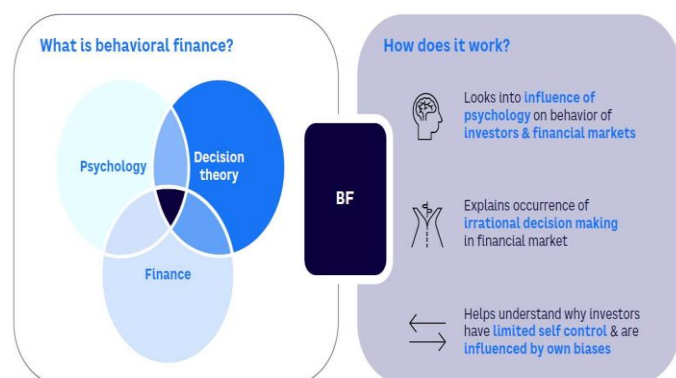 What is behavioral finance?
Psychology
Decision
theory
Finance
BF
How does it work?
Looks into influence of
psychology on behavior of
investors & financial markets
Explains occurrence of
irrational decision making
in financial market
Helps understand why investors
have limited self control & are
influenced by own biases